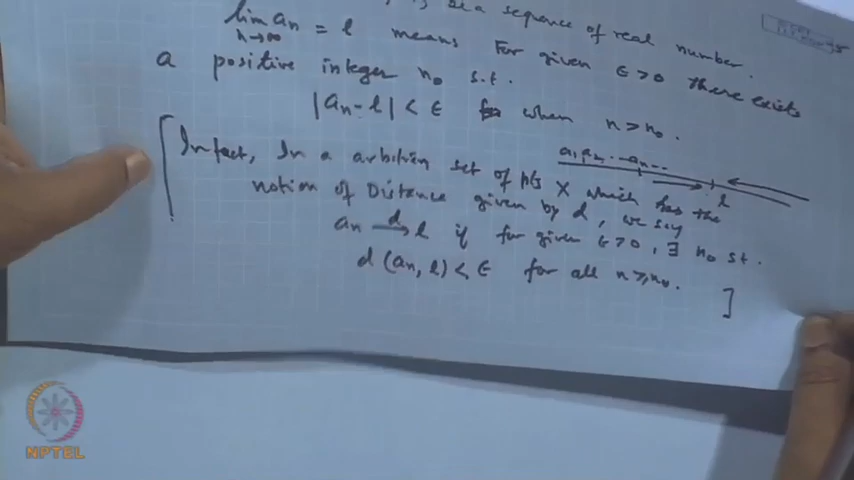 is a sequence of real number.
lim an = l means For given ε>0 there exists
n→∞
a positive integer n₀ s.t.
|an - l| < ε when n > n₀.
[ In fact, In a arbitrary set of pts X which has the
a₁ a₂ ... an ...
l
notion of Distance given by d, we say
an →d l if for given ε>0, ∃ n₀ st.
d (an, l) < ε for all n ≥ n₀. ]
NPTEL